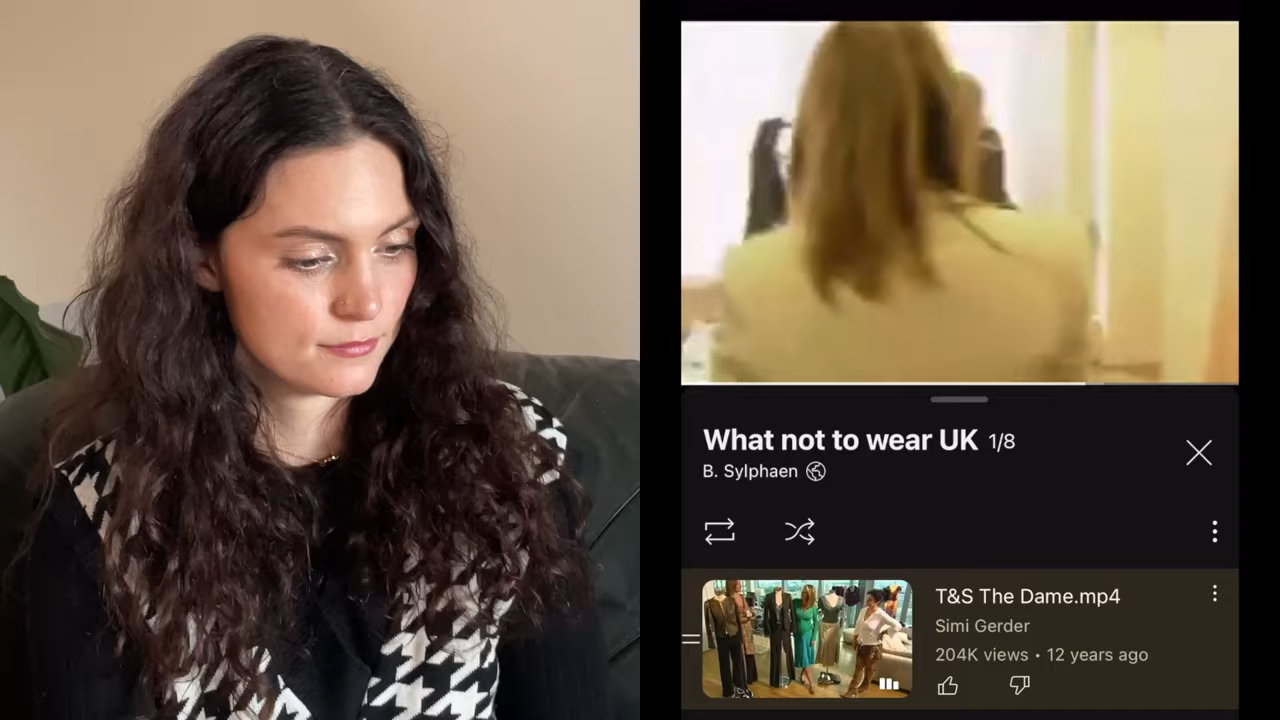 What not to wear UK 1/8
B. Sylphaen
T&S The Dame.mp4
Simi Gerder
204K views • 12 years ago